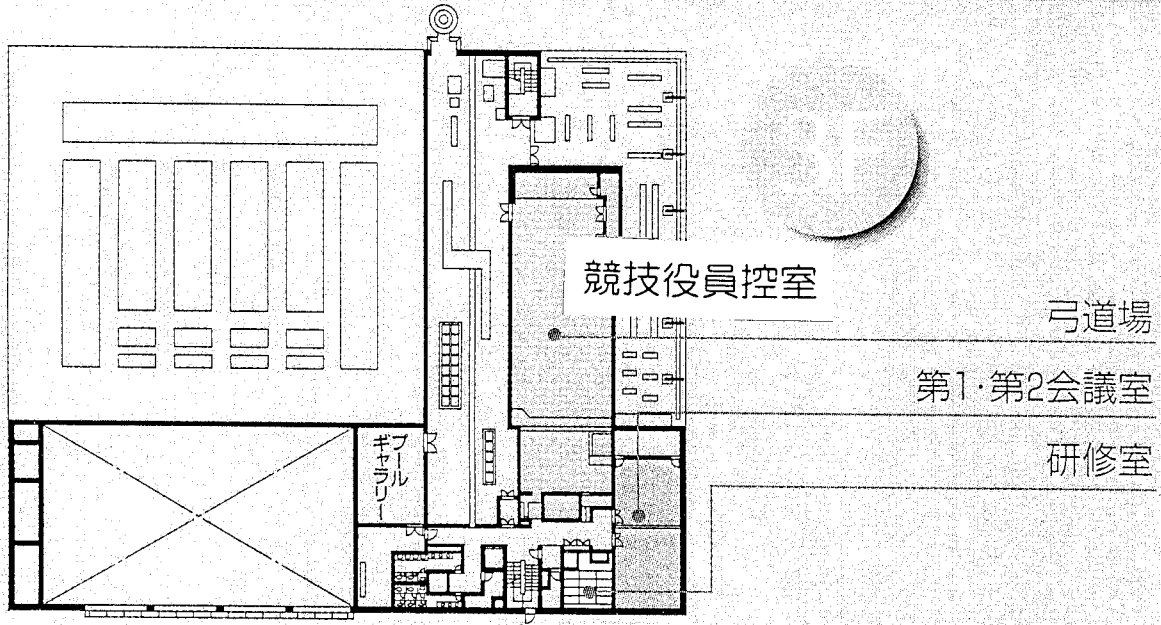 競技役員控室
弓道場
第1・第2会議室
研修室
プール
ギャラリー